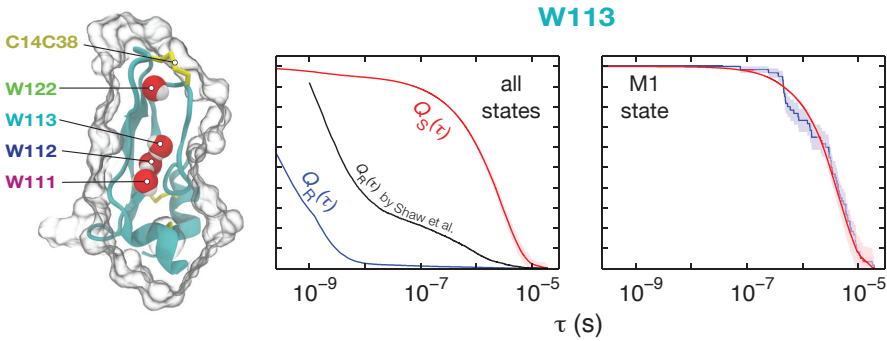 W113
C14C38
W122
W113
W112
W111
all
states
Q_S(τ)
Q_R(τ) by Shaw et al.
Q_R(τ)
M1
state
10⁻⁹ 10⁻⁷ 10⁻⁵
10⁻⁹ 10⁻⁷ 10⁻⁵
τ (s)